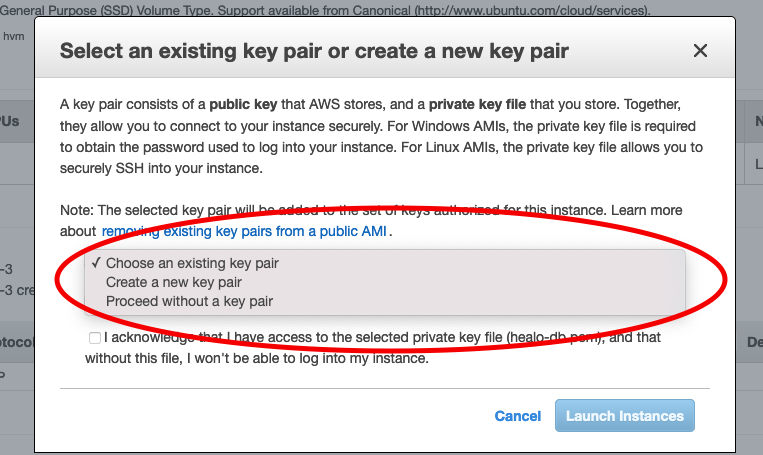 General Purpose (SSD) Volume Type. Support available from Canonical (http://www.ubuntu.com/cloud/services).
hvm
Select an existing key pair or create a new key pair
A key pair consists of a public key that AWS stores, and a private key file that you store. Together,
they allow you to connect to your instance securely. For Windows AMIs, the private key file is required
to obtain the password used to log into your instance. For Linux AMIs, the private key file allows you to
securely SSH into your instance.
Note: The selected key pair will be added to the set of keys authorized for this instance. Learn more
about removing existing key pairs from a public AMI.
✓ Choose an existing key pair
Create a new key pair
Proceed without a key pair
I acknowledge that I have access to the selected private key file (healo-db.pem), and that
without this file, I won't be able to log into my instance.
Cancel
Launch Instances